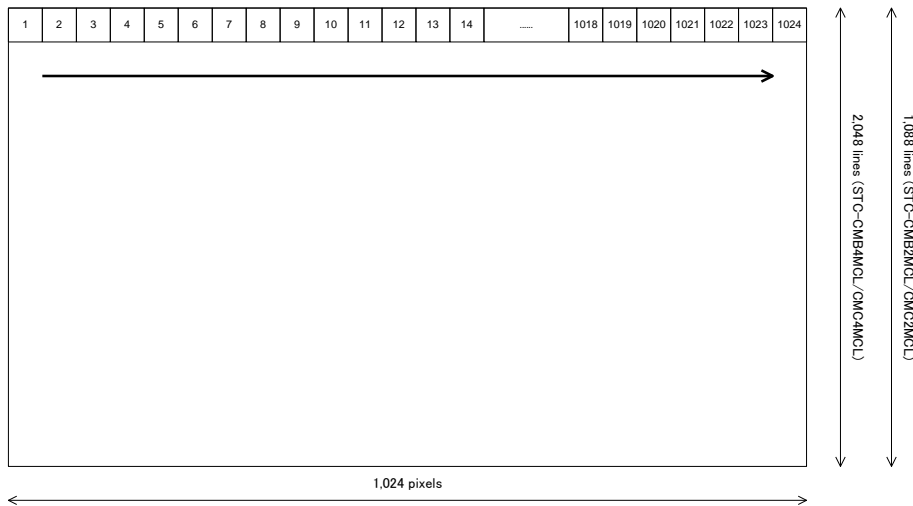 1 2 3 4 5 6 7 8 9 10 11 12 13 14 ...... 1018 1019 1020 1021 1022 1023 1024
2,048 lines (STC-CMB4MCL/CMC4MCL)
1,088 lines (STC-CMB2MCL/CMC2MCL)
1,024 pixels